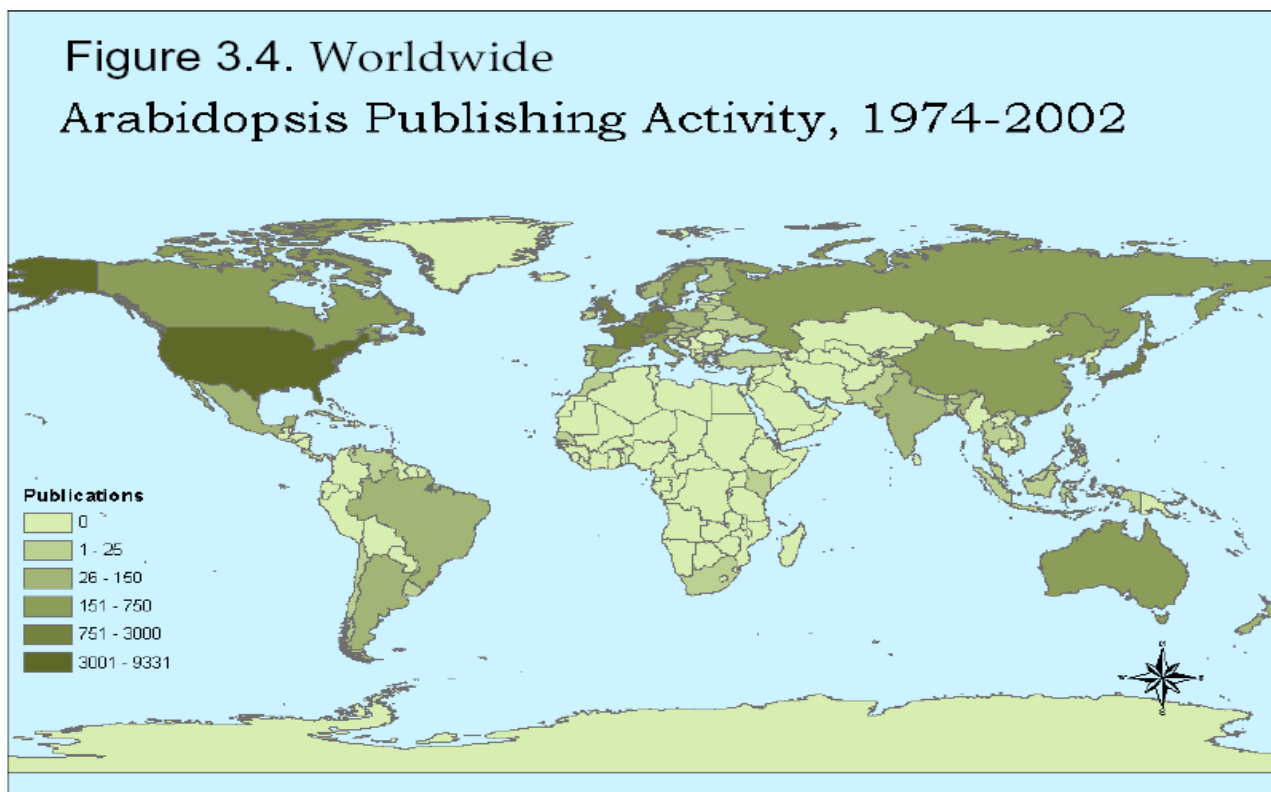 Figure 3.4. Worldwide
Arabidopsis Publishing Activity, 1974-2002
Publications
0
1 - 25
26 - 150
151 - 750
751 - 3000
3001 - 9331